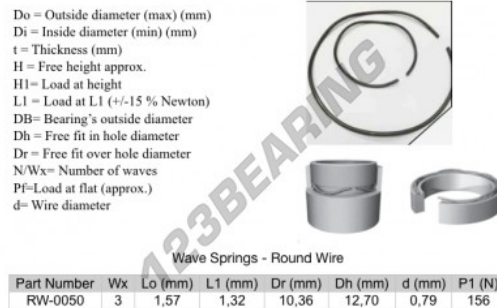 Do = Outside diameter (max) (mm)
Di = Inside diameter (min) (mm)
t = Thickness (mm)
H = Free height approx.
H1= Load at height
L1 = Load at L1 (+/-15 % Newton)
DB= Bearing's outside diameter
Dh = Free fit in hole diameter
Dr = Free fit over hole diameter
N/Wx= Number of waves
Pf=Load at flat (approx.)
d= Wire diameter
123BEARING
Wave Springs - Round Wire
Part Number Wx Lo (mm) L1 (mm) Dr (mm) Dh (mm) d (mm) P1 (N)
RW-0050 3 1,57 1,32 10,36 12,70 0,79 156